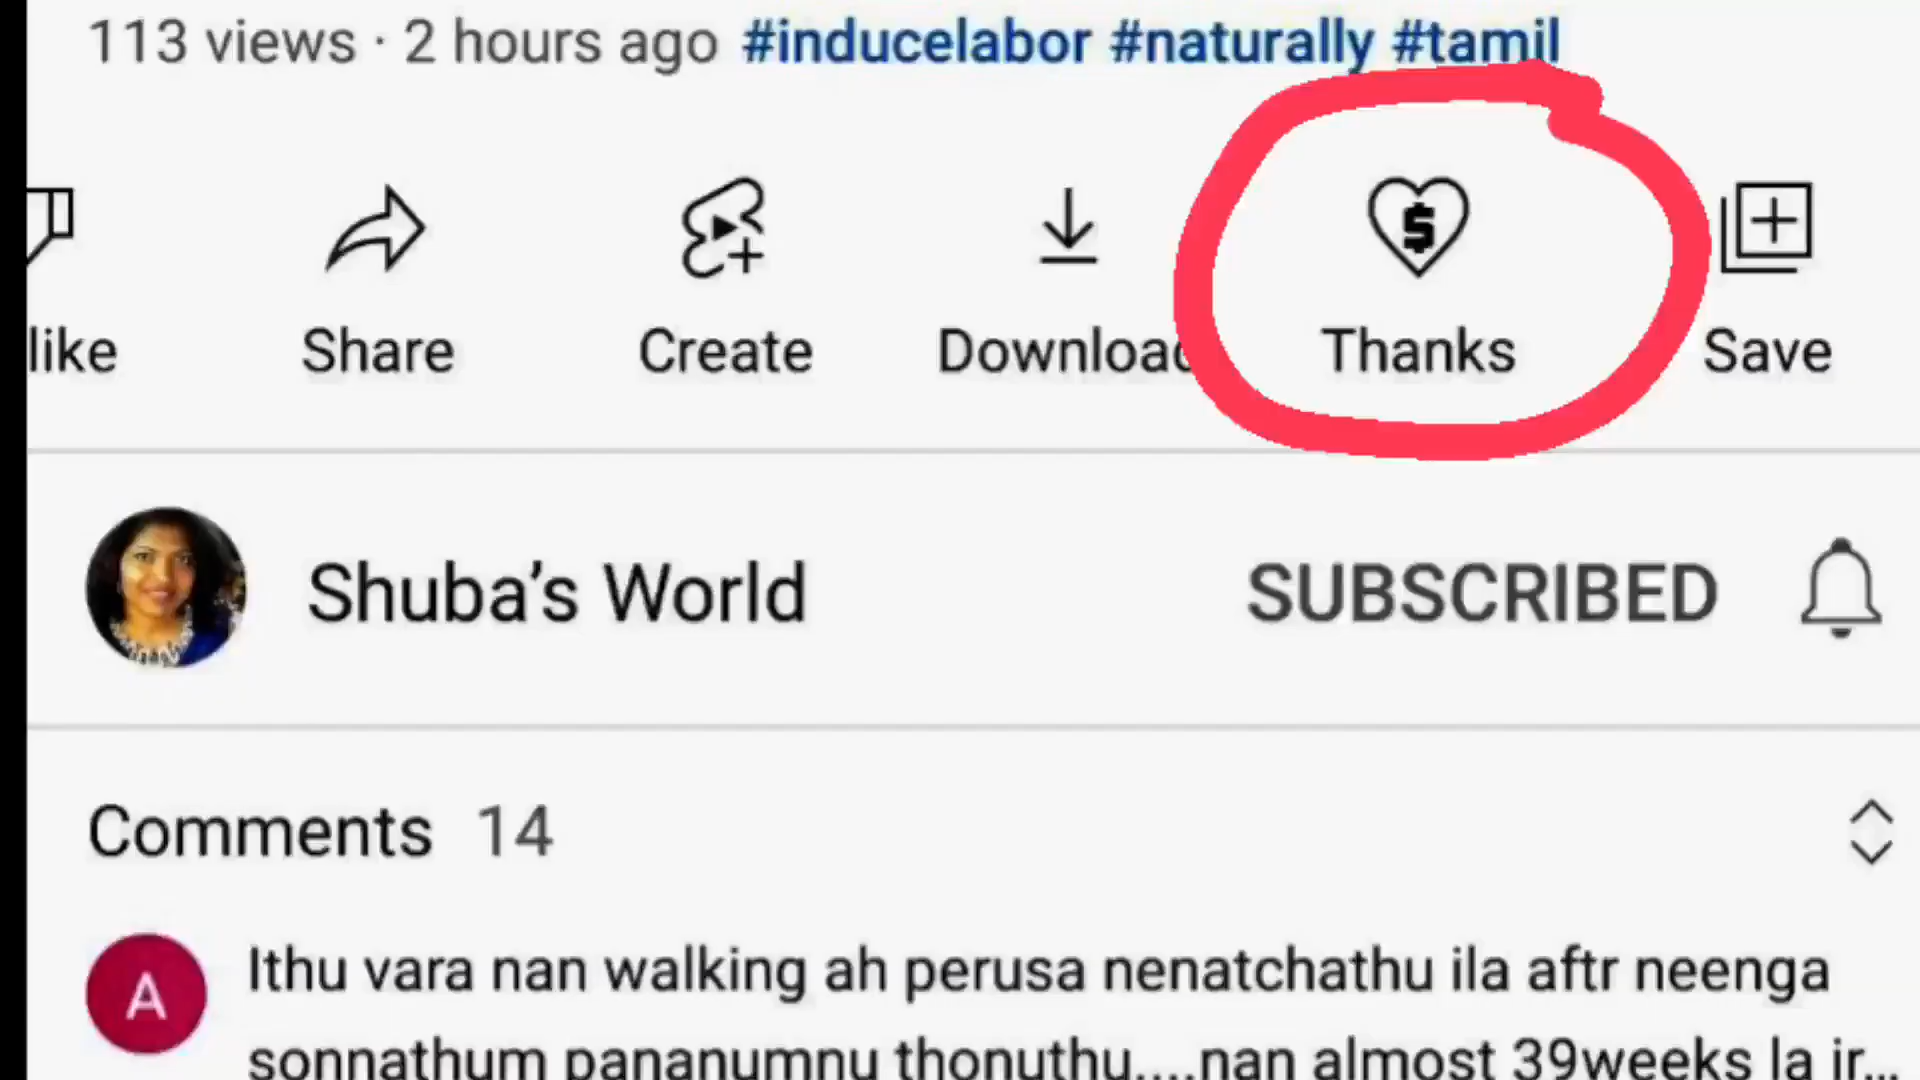 113 views · 2 hours ago #inducelabor #naturally #tamil
like Share Create Download Thanks Save
Shuba's World SUBSCRIBED
Comments 14
A
Ithu vara nan walking ah perusa nenatchathu ila aftr neenga
sonnathum pananumnu thonuthu....nan almost 39weeks la ir...